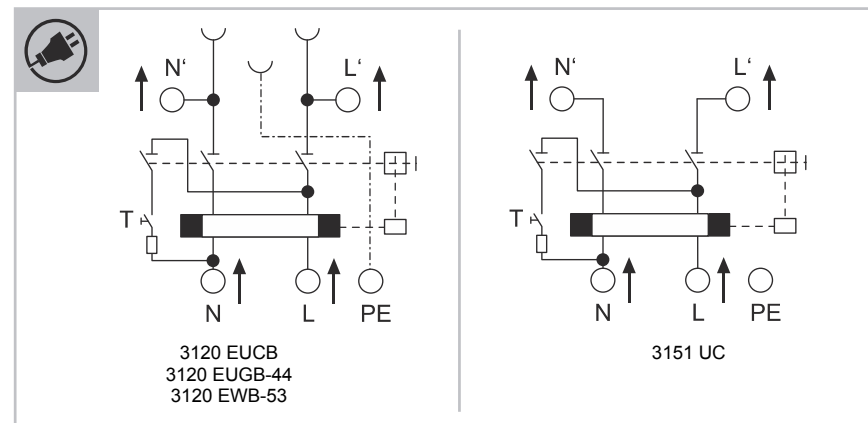 N' L'
T
N L PE
3120 EUCB
3120 EUGB-44
3120 EWB-53
N' L'
T
N L PE
3151 UC